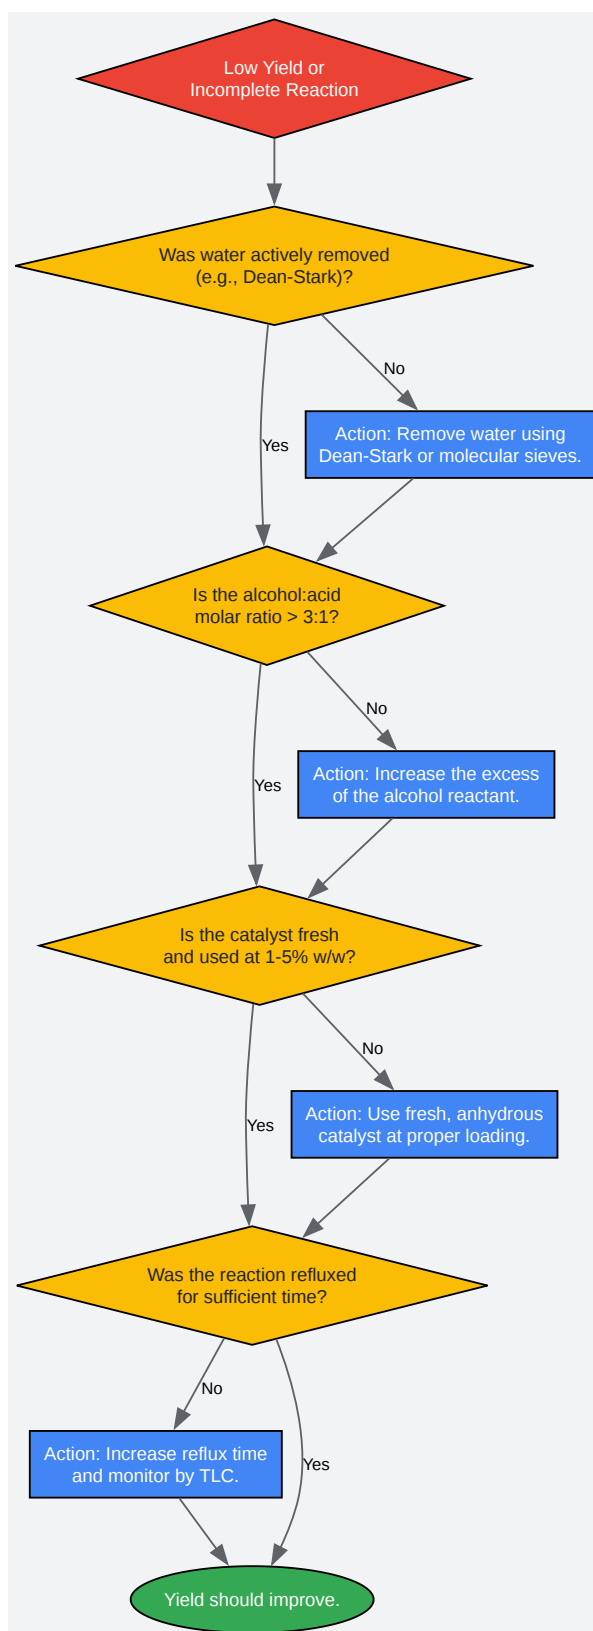 Low Yield or
Incomplete Reaction
Was water actively removed
(e.g., Dean-Stark)?
No
Action: Remove water using
Dean-Stark or molecular sieves.
Yes
Is the alcohol:acid
molar ratio > 3:1?
No
Action: Increase the excess
of the alcohol reactant.
Yes
Is the catalyst fresh
and used at 1-5% w/w?
No
Action: Use fresh, anhydrous
catalyst at proper loading.
Yes
Was the reaction refluxed
for sufficient time?
No
Action: Increase reflux time
and monitor by TLC.
Yes
Yield should improve.